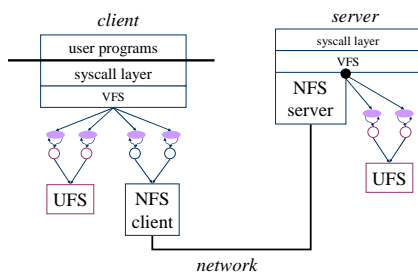 client
user programs
syscall layer
VFS
UFS
NFS
client
server
syscall layer
VFS
NFS
server
UFS
network